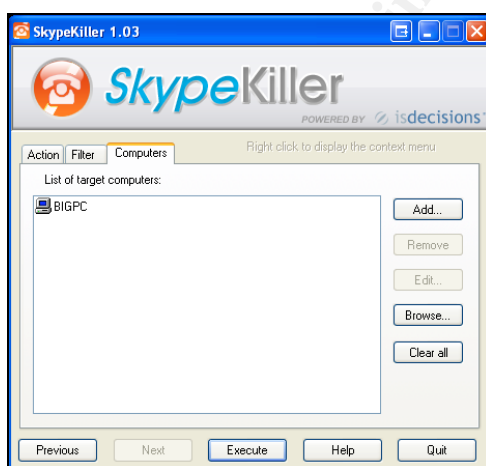 SkypeKiller 1.03
SkypeKiller
POWERED BY isdecisions
Action Filter Computers
Right click to display the context menu
List of target computers:
BIGPC
Add...
Remove
Edit...
Browse...
Clear all
Previous Next Execute Help Quit